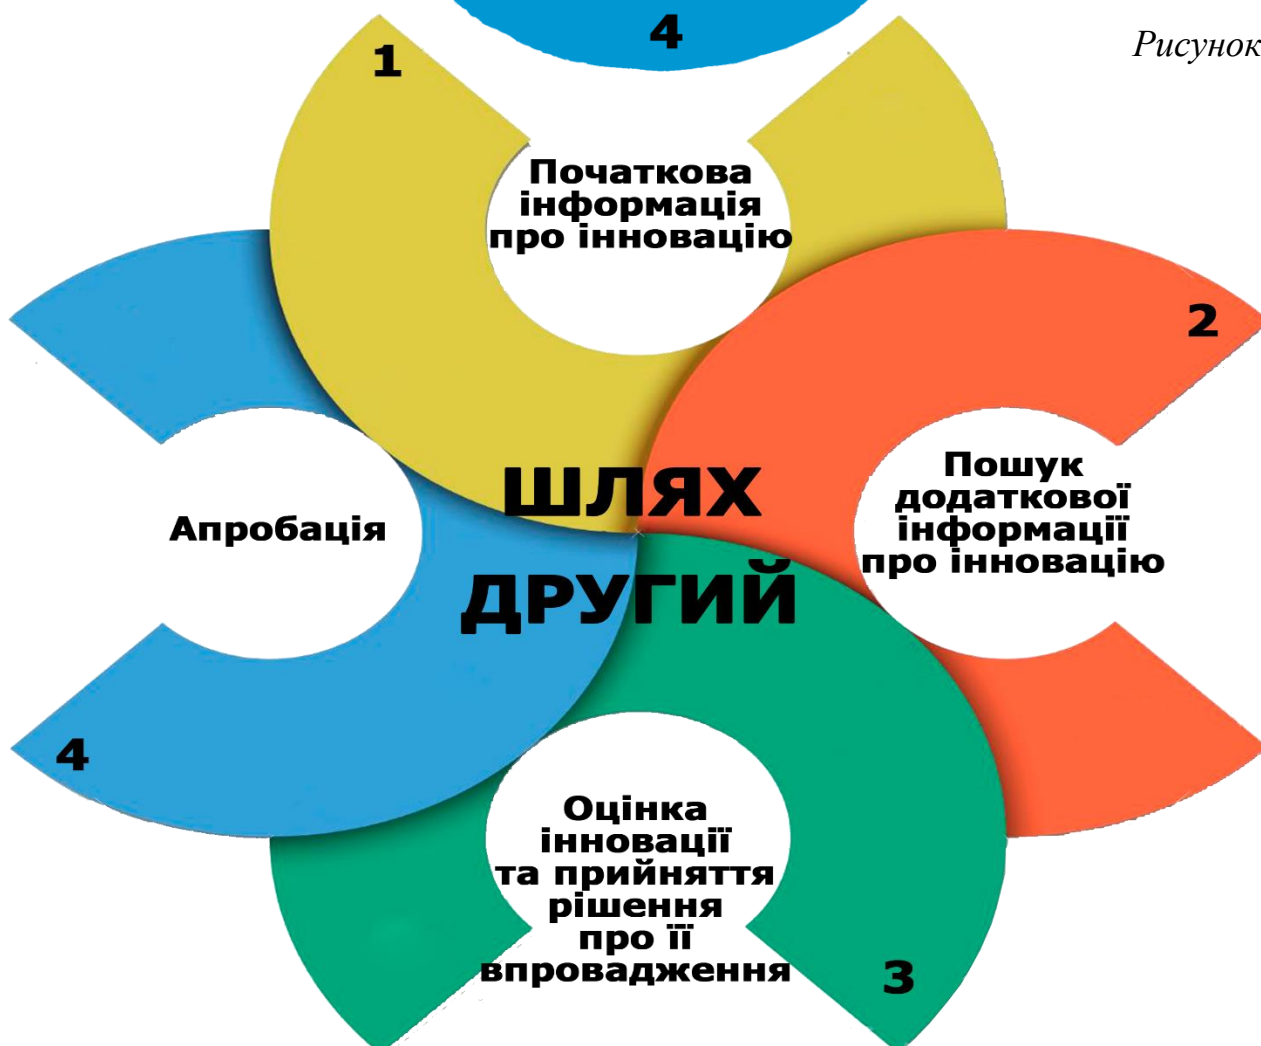 4
Рисунок
1
Початкова
інформація
про інновацію
2
Пошук
додаткової
інформації
про інновацію
ШЛЯХ
ДРУГИЙ
Апробація
4
Оцінка
інновації
та прийняття
рішення
про її
впровадження
3